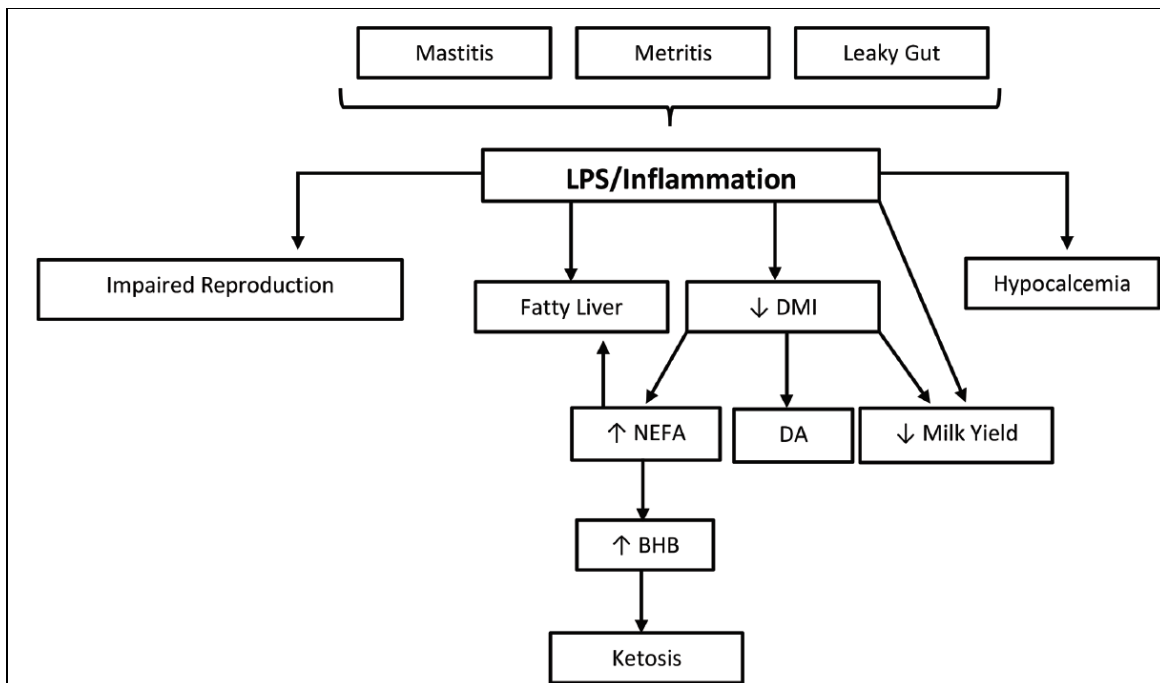 Mastitis
Metritis
Leaky Gut
LPS/Inflammation
Impaired Reproduction
Fatty Liver
↓ DMI
Hypocalcemia
↑ NEFA
DA
↓ Milk Yield
↑ BHB
Ketosis